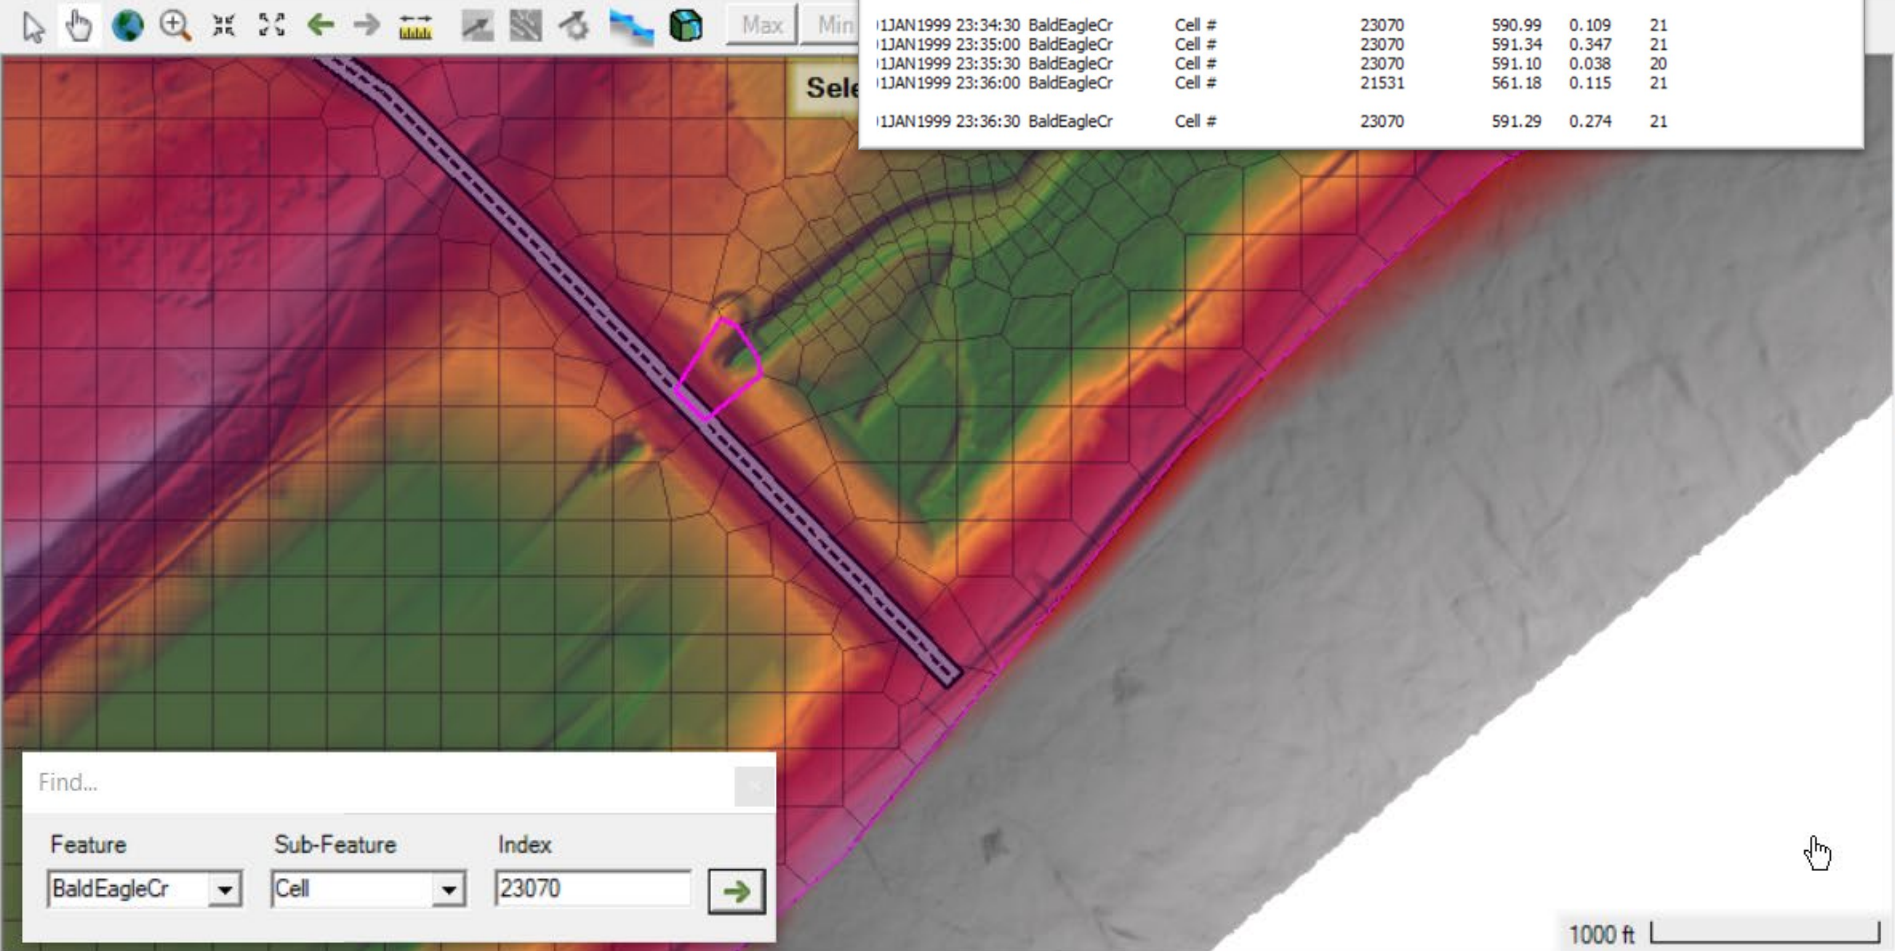 Max Min
01JAN1999 23:34:30 BaldEagleCr Cell # 23070 590.99 0.109 21
01JAN1999 23:35:00 BaldEagleCr Cell # 23070 591.34 0.347 21
01JAN1999 23:35:30 BaldEagleCr Cell # 23070 591.10 0.038 20
01JAN1999 23:36:00 BaldEagleCr Cell # 21531 561.18 0.115 21
01JAN1999 23:36:30 BaldEagleCr Cell # 23070 591.29 0.274 21
Sele
Find...
Feature Sub-Feature Index
BaldEagleCr Cell 23070
1000 ft